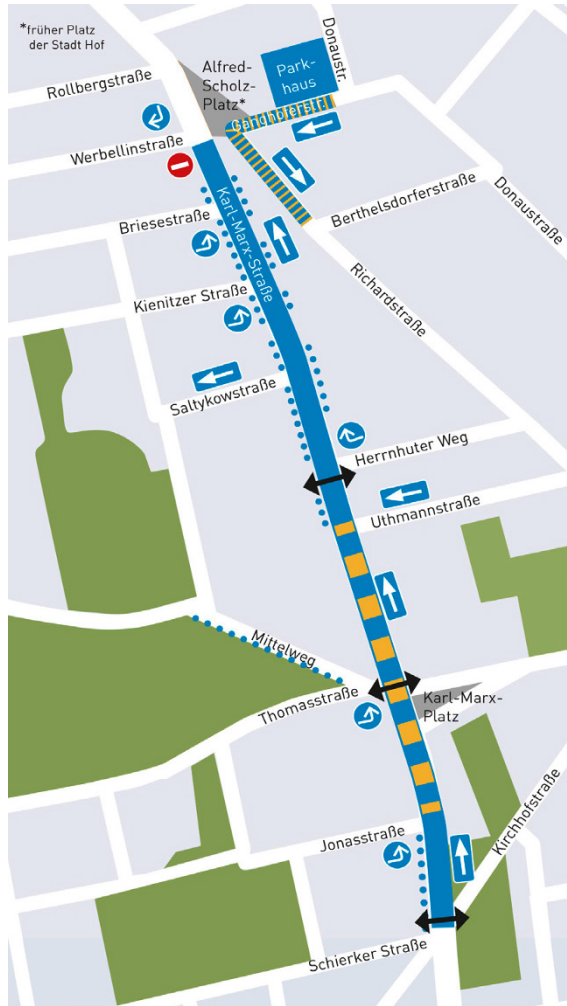 *früher Platz
der Stadt Hof
Rollbergstraße
Alfred-
Scholz-
Platz*
Park-
haus
Donaustr.
Ganghoferstr.
Werbellinstraße
Briesestraße
Karl-Marx-Straße
Berthelsdorferstraße
Donaustraße
Kienitzer Straße
Richardstraße
Saltykowstraße
Herrnhuter Weg
Uthmannstraße
Mittelweg
Thomasstraße
Karl-Marx-
Platz
Jonasstraße
Kirchhofstraße
Schierker Straße